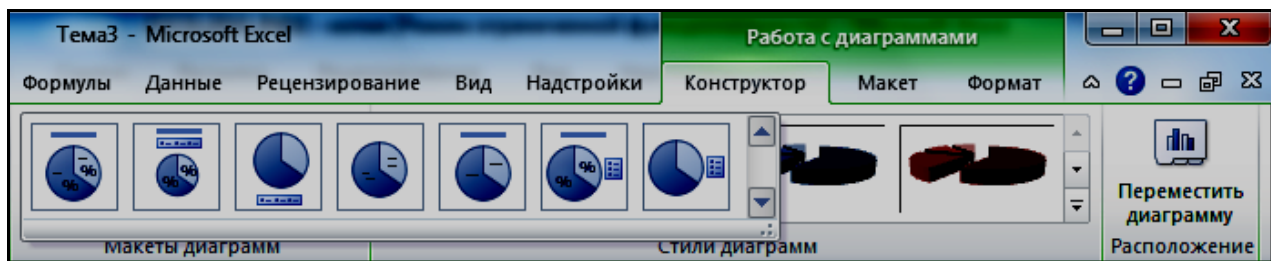 Тема3 - Microsoft Excel
Работа с диаграммами
Формулы Данные Рецензирование Вид Надстройки Конструктор Макет Формат
Переместить
диаграмму
Макеты диаграмм Стили диаграмм Расположение